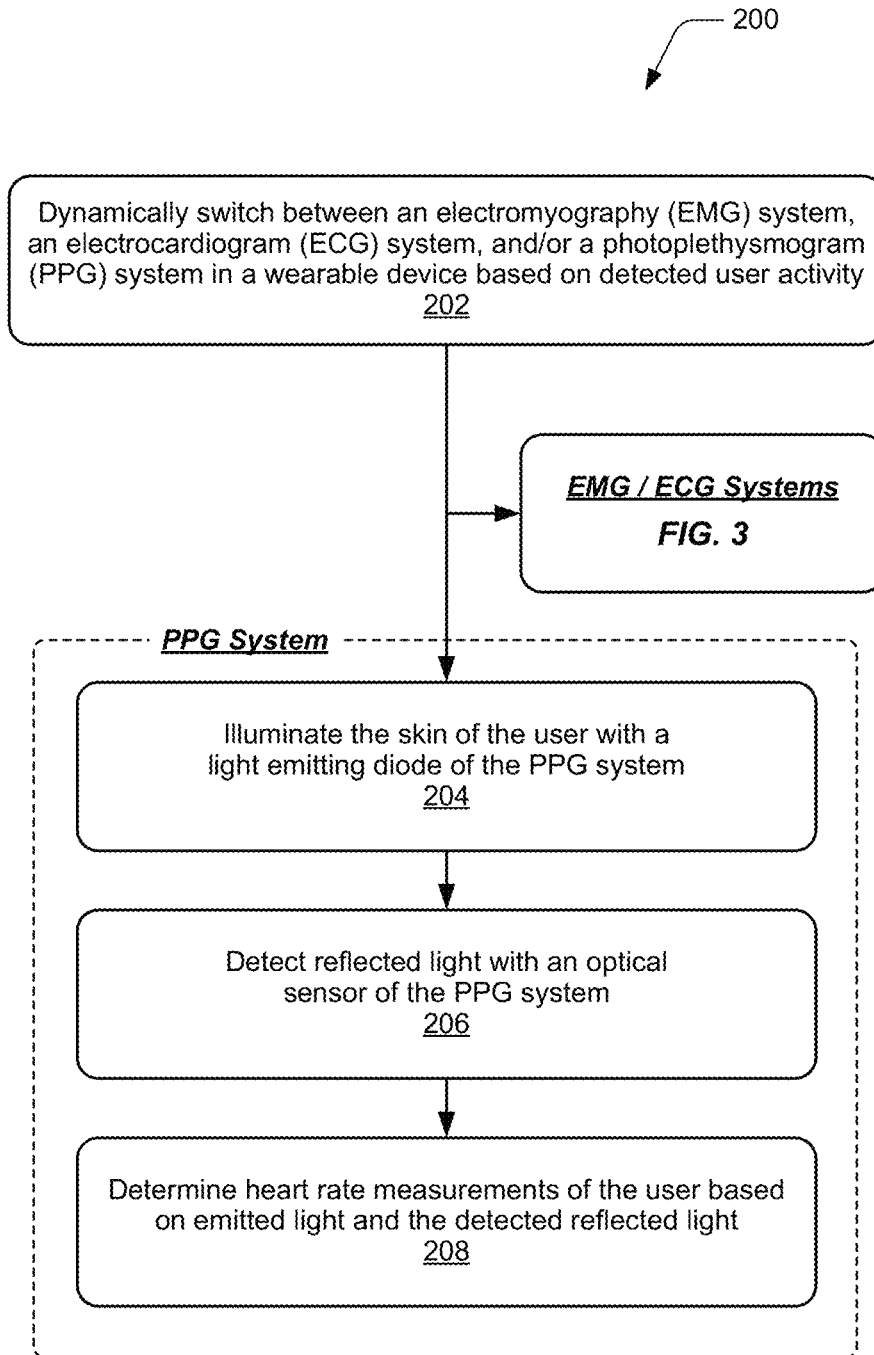 200
Dynamically switch between an electromyography (EMG) system,
an electrocardiogram (ECG) system, and/or a photoplethysmogram
(PPG) system in a wearable device based on detected user activity
202
EMG / ECG Systems
FIG. 3
PPG System
Illuminate the skin of the user with a
light emitting diode of the PPG system
204
Detect reflected light with an optical
sensor of the PPG system
206
Determine heart rate measurements of the user based
on emitted light and the detected reflected light
208